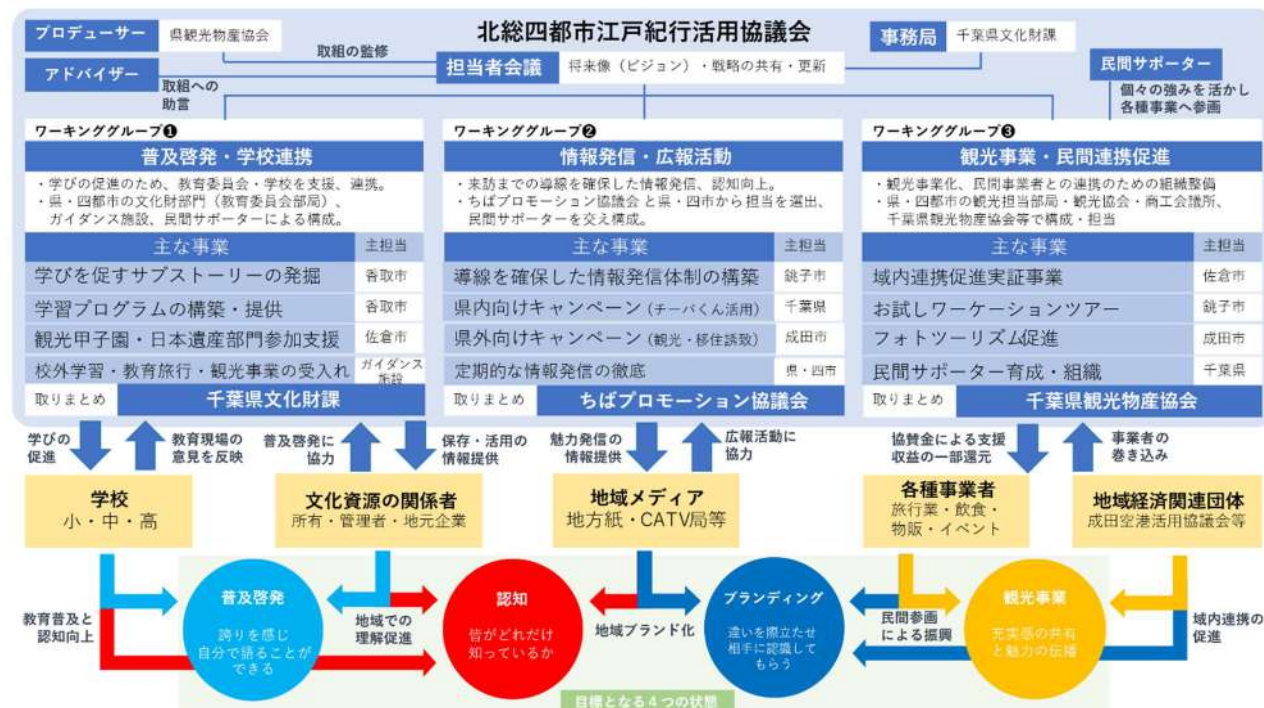 北総四都市江戸紀行活用協議会
プロデューサー
県観光物産協会
取組の監修
事務局
千葉県文化財課
アドバイザー
取組への
助言
担当者会議
将来像（ビジョン）・戦略の共有・更新
民間サポーター
個々の強みを活かし
各種事業へ参画
ワーキンググループ❶
普及啓発・学校連携
・学びの促進のため、教育委員会・学校を支援、連携。
・県・四都市の文化財部門（教育委員会部局）、
ガイダンス施設、民間サポーターによる構成。
主な事業
主担当
学びを促すサブストーリーの発掘
香取市
学習プログラムの構築・提供
香取市
観光甲子園・日本遺産部門参加支援
佐倉市
校外学習・教育旅行・観光事業の受入れ
ガイダンス
施設
取りまとめ
千葉県文化財課
ワーキンググループ❷
情報発信・広報活動
・来訪までの導線を確保した情報発信、認知向上。
・ちばプロモーション協議会と県・四市から担当を選出、
民間サポーターを交え構成。
主な事業
主担当
導線を確保した情報発信体制の構築
銚子市
県内向けキャンペーン（チーバくん活用）
千葉県
県外向けキャンペーン（観光・移住誘致）
成田市
定期的な情報発信の徹底
県・四市
取りまとめ
ちばプロモーション協議会
ワーキンググループ❸
観光事業・民間連携促進
・観光事業化、民間事業者との連携のための組織整備
・県・四都市の観光担当部局・観光協会・商工会議所、
千葉県観光物産協会等で構成・担当
主な事業
主担当
域内連携促進実証事業
佐倉市
お試しワーケーションツアー
銚子市
フォトツーリズム促進
成田市
民間サポーター育成・組織
千葉県
取りまとめ
千葉県観光物産協会
学びの
促進
教育現場の
意見を反映
普及啓発に
協力
保存・活用の
情報提供
魅力発信の
情報提供
広報活動に
協力
協賛金による支援
収益の一部還元
事業者の
巻き込み
学校
小・中・高
文化資源の関係者
所有・管理者・地元企業
地域メディア
地方紙・CATV局等
各種事業者
旅行業・飲食・
物販・イベント
地域経済関連団体
成田空港活用協議会等
教育普及と
認知向上
普及啓発
誇りを感じ
自分で語ることが
できる
地域での
理解促進
認知
皆がどれだけ
知っているか
地域ブランド化
ブランディング
違いを際立たせ
相手に認識して
もらう
民間参画
による振興
観光事業
充実感の共有
と魅力の伝播
域内連携の
促進
目標となる４つの状態